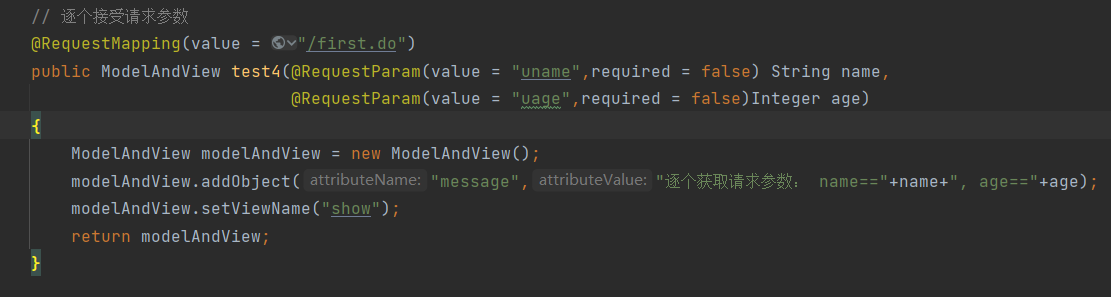 // 逐个接受请求参数
@RequestMapping(value = "/first.do")
public ModelAndView test4(@RequestParam(value = "uname",required = false) String name,
@RequestParam(value = "uage",required = false)Integer age)
{
ModelAndView modelAndView = new ModelAndView();
modelAndView.addObject( attributeName: "message", attributeValue: "逐个获取请求参数： name=="+name+", age=="+age);
modelAndView.setViewName("show");
return modelAndView;
}